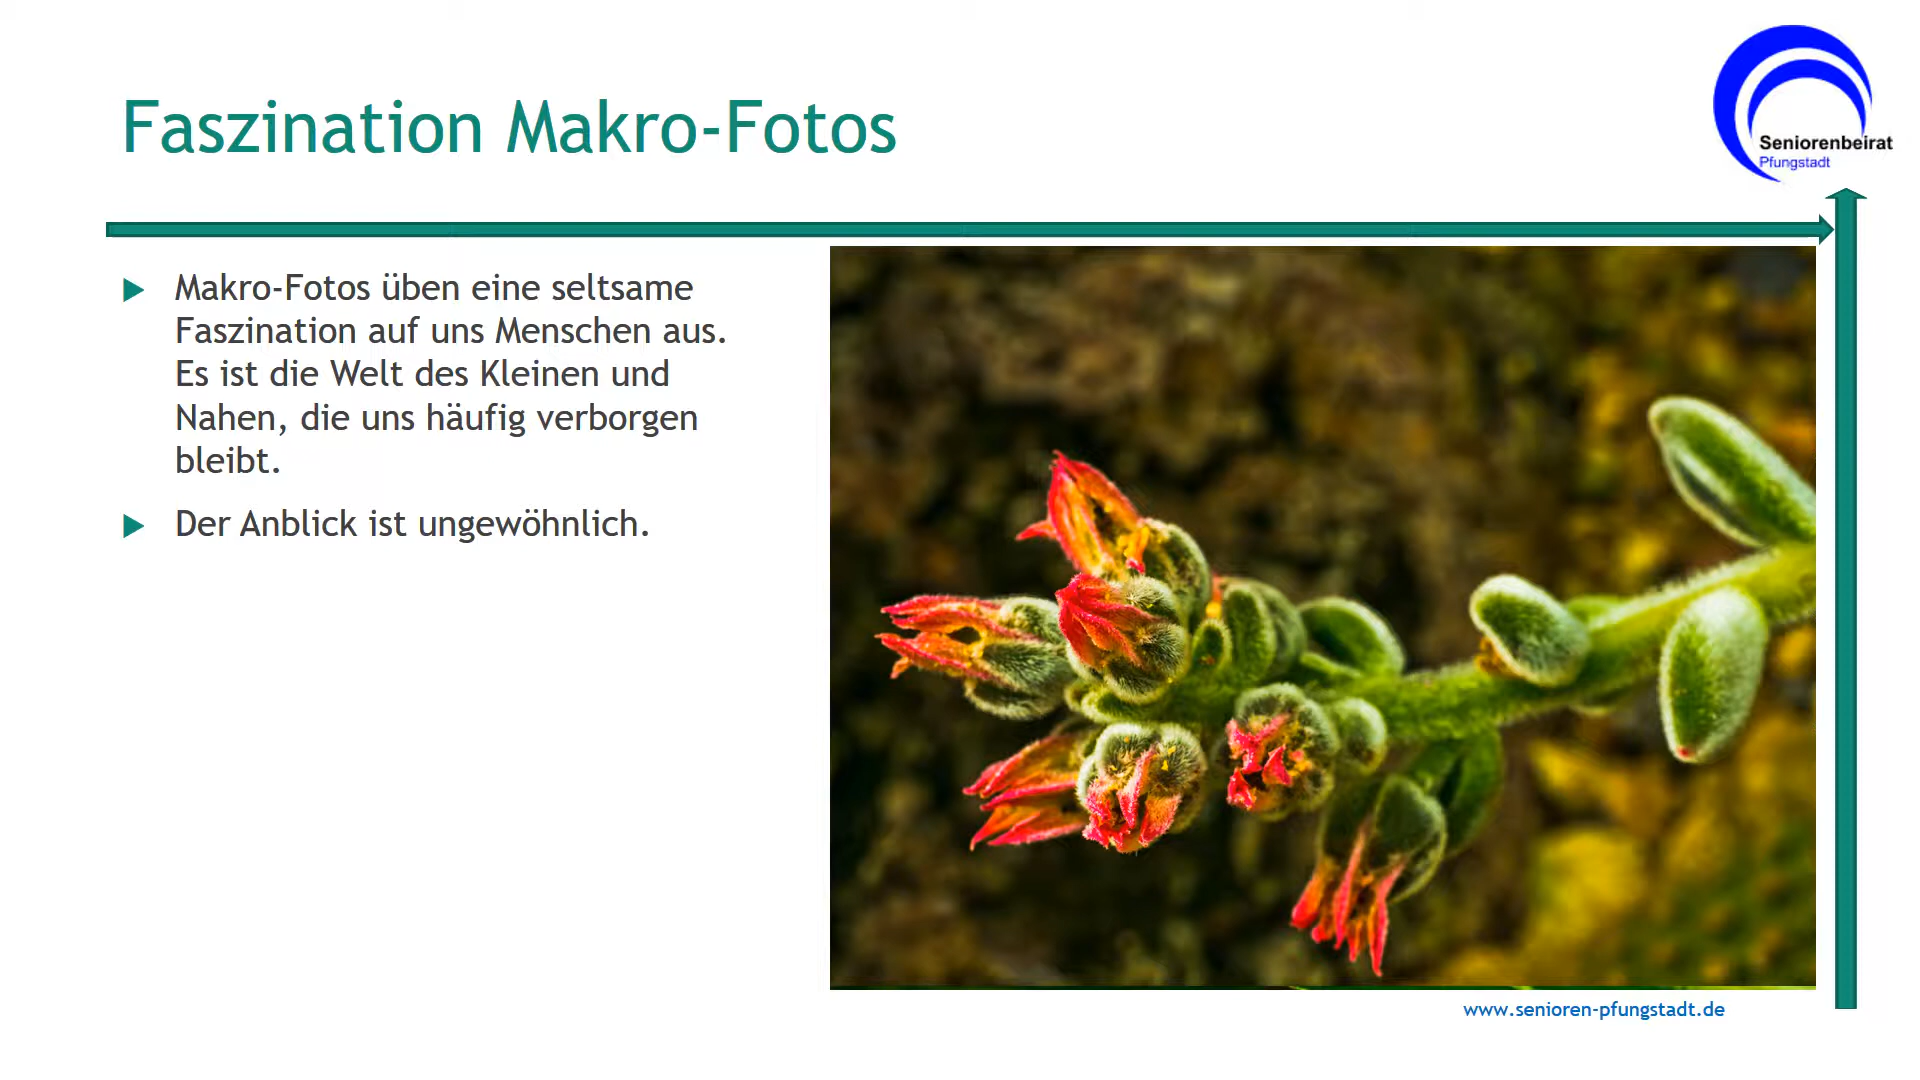 Faszination Makro-Fotos
Seniorenbeirat
Pfungstadt
Makro-Fotos üben eine seltsame
Faszination auf uns Menschen aus.
Es ist die Welt des Kleinen und
Nahen, die uns häufig verborgen
bleibt.
Der Anblick ist ungewöhnlich.
www.senioren-pfungstadt.de